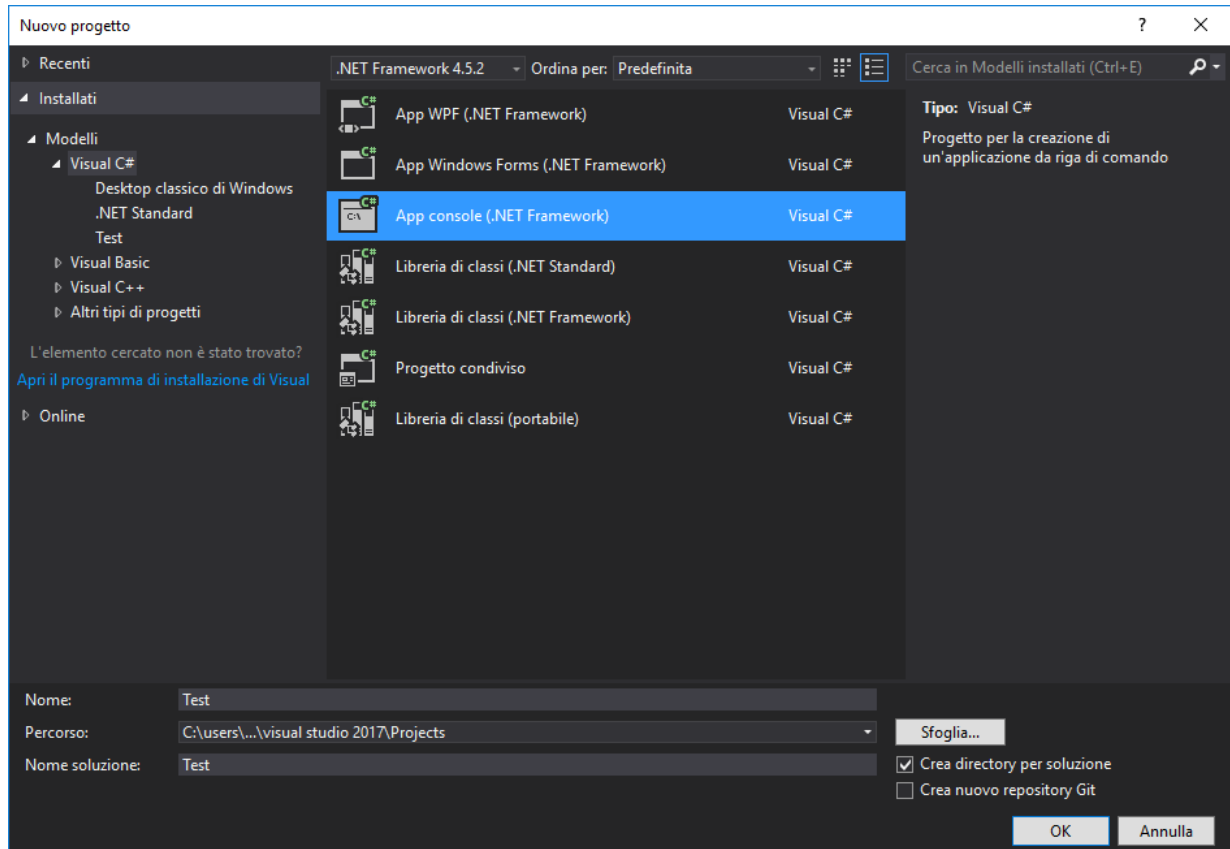 Nuovo progetto
?
Recenti
Installati
Modelli
Visual C#
Desktop classico di Windows
.NET Standard
Test
Visual Basic
Visual C++
Altri tipi di progetti
L'elemento cercato non è stato trovato?
Apri il programma di installazione di Visual
Online
.NET Framework 4.5.2 Ordina per: Predefinita
C# App WPF (.NET Framework) Visual C#
C# App Windows Forms (.NET Framework) Visual C#
C# C:\ App console (.NET Framework) Visual C#
C# Libreria di classi (.NET Standard) Visual C#
C# Libreria di classi (.NET Framework) Visual C#
C# Progetto condiviso Visual C#
C# Libreria di classi (portabile) Visual C#
Cerca in Modelli installati (Ctrl+E)
Tipo: Visual C#
Progetto per la creazione di
un'applicazione da riga di comando
Nome: Test
Percorso: C:\users\...\visual studio 2017\Projects
Nome soluzione: Test
Sfoglia...
Crea directory per soluzione
Crea nuovo repository Git
OK Annulla